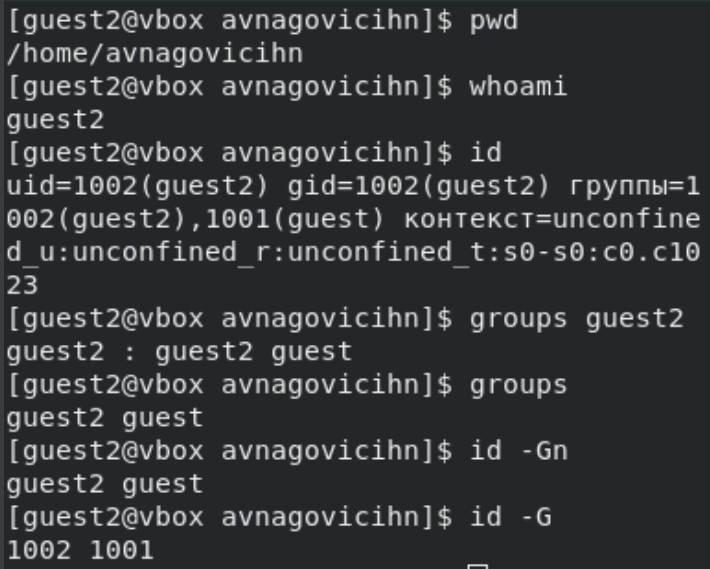 [guest2@vbox avnagovicihn]$ pwd
/home/avnagovicihn
[guest2@vbox avnagovicihn]$ whoami
guest2
[guest2@vbox avnagovicihn]$ id
uid=1002(guest2) gid=1002(guest2) группы=1
002(guest2),1001(guest) контекст=unconfine
d_u:unconfined_r:unconfined_t:s0-s0:c0.c10
23
[guest2@vbox avnagovicihn]$ groups guest2
guest2 : guest2 guest
[guest2@vbox avnagovicihn]$ groups
guest2 guest
[guest2@vbox avnagovicihn]$ id -Gn
guest2 guest
[guest2@vbox avnagovicihn]$ id -G
1002 1001